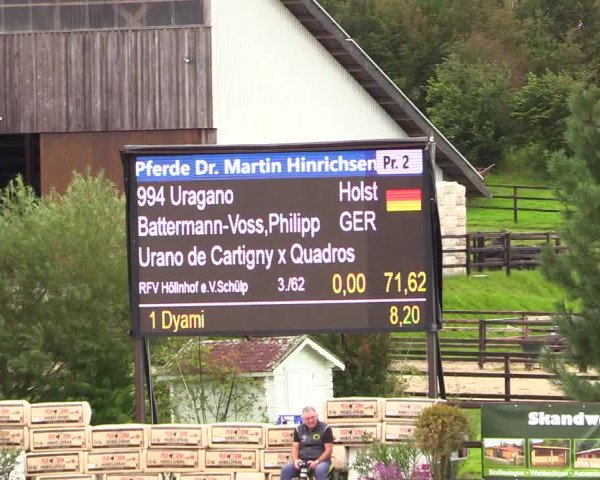 Pferde Dr. Martin Hinrichsen Pr. 2
994 Uragano Holst
Battermann-Voss,Philipp GER
Urano de Cartigny x Quadros
RFV Höllnhof e.V.Schülp 3./62 0,00 71,62
1 Dyami 8,20
Skandw